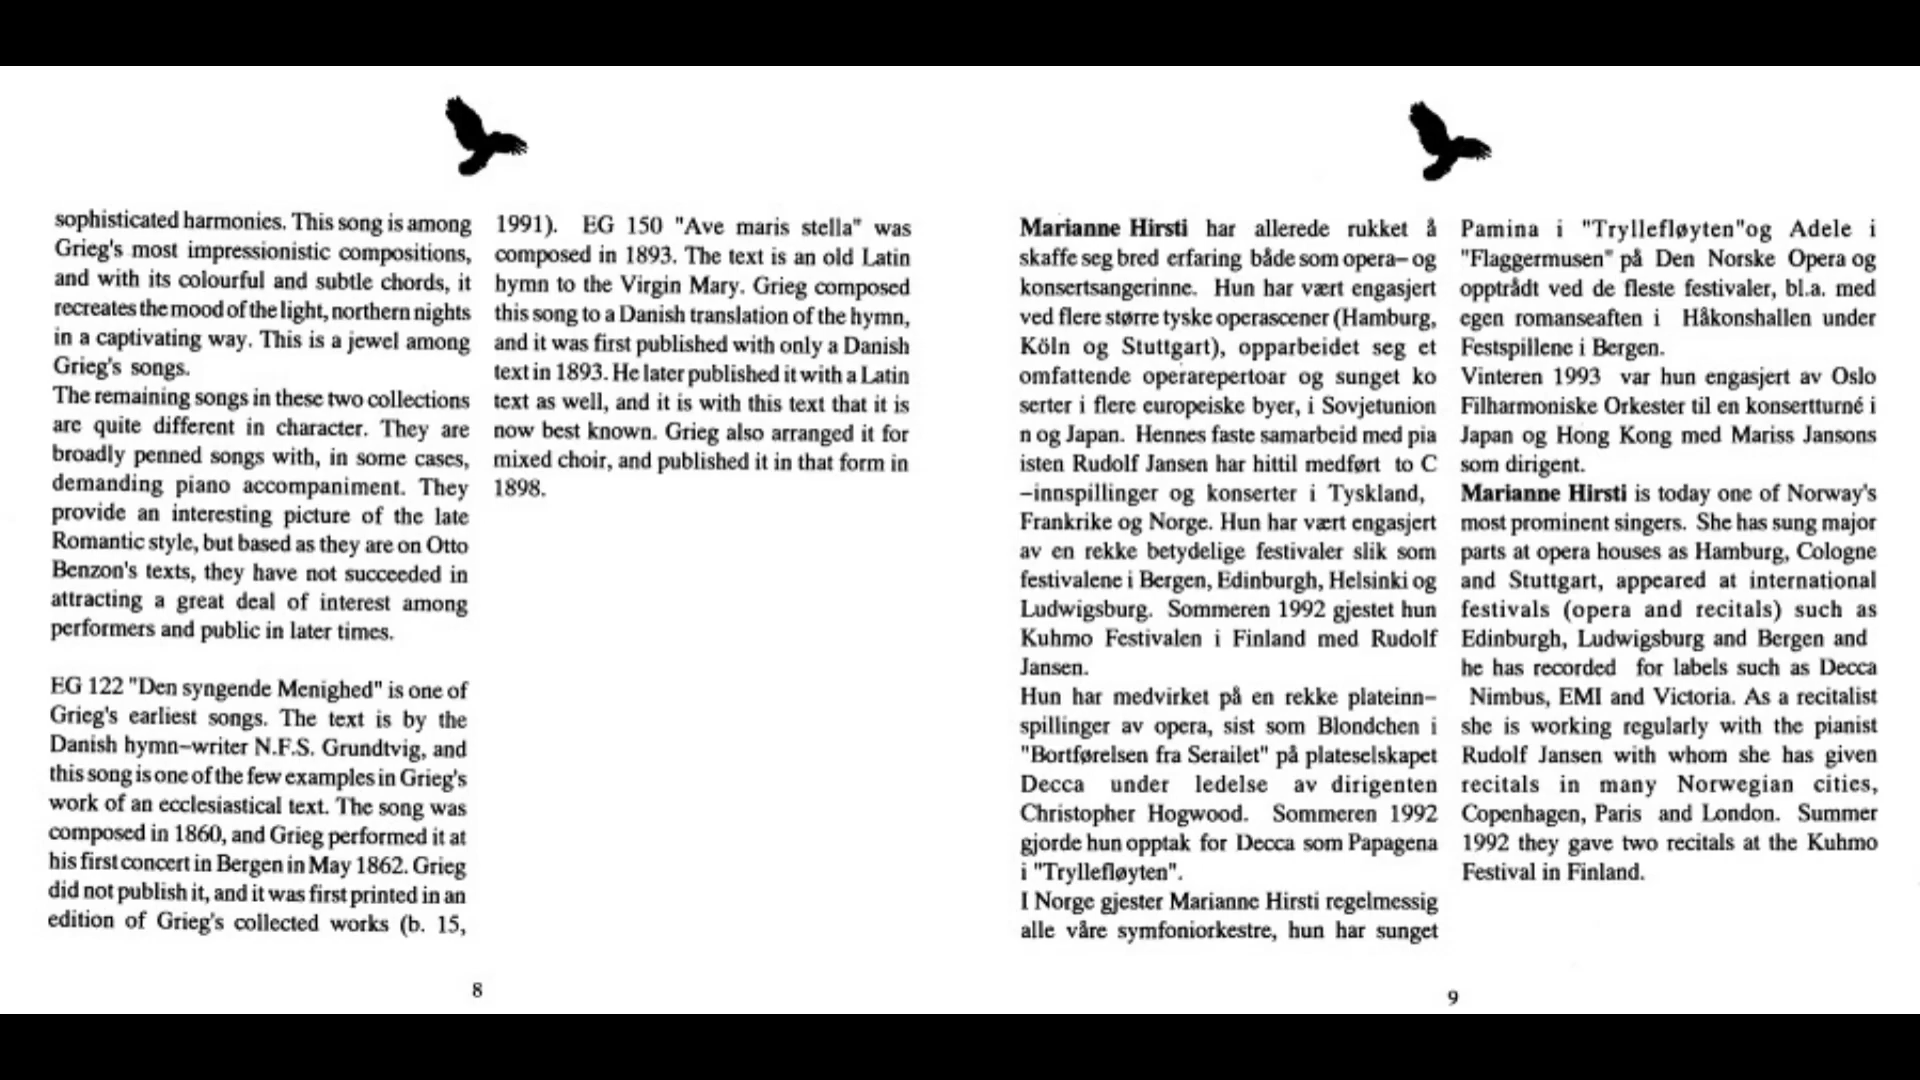 sophisticated harmonies. This song is among
Grieg's most impressionistic compositions,
and with its colourful and subtle chords, it
recreates the mood of the light, northern nights
in a captivating way. This is a jewel among
Grieg's songs.
The remaining songs in these two collections
are quite different in character. They are
broadly penned songs with, in some cases,
demanding piano accompaniment. They
provide an interesting picture of the late
Romantic style, but based as they are on Otto
Benzon's texts, they have not succeeded in
attracting a great deal of interest among
performers and public in later times.
EG 122 "Den syngende Menighed" is one of
Grieg's earliest songs. The text is by the
Danish hymn-writer N.F.S. Grundtvig, and
this song is one of the few examples in Grieg's
work of an ecclesiastical text. The song was
composed in 1860, and Grieg performed it at
his first concert in Bergen in May 1862. Grieg
did not publish it, and it was first printed in an
edition of Grieg's collected works (b. 15,
1991). EG 150 "Ave maris stella" was
composed in 1893. The text is an old Latin
hymn to the Virgin Mary. Grieg composed
this song to a Danish translation of the hymn,
and it was first published with only a Danish
text in 1893. He later published it with a Latin
text as well, and it is with this text that it is
now best known. Grieg also arranged it for
mixed choir, and published it in that form in
1898.
8
Marianne Hirsti har allerede rukket å
skaffe seg bred erfaring både som opera- og
konsertsangerinne. Hun har vært engasjert
ved flere større tyske operascener (Hamburg,
Köln og Stuttgart), opparbeidet seg et
omfattende operarepertoar og sunget ko
serter i flere europeiske byer, i Sovjetunion
n og Japan. Hennes faste samarbeid med pia
isten Rudolf Jansen har hittil medført to C
-innspillinger og konserter i Tyskland,
Frankrike og Norge. Hun har vært engasjert
av en rekke betydelige festivaler slik som
festivalene i Bergen, Edinburgh, Helsinki og
Ludwigsburg. Sommeren 1992 gjestet hun
Kuhmo Festivalen i Finland med Rudolf
Jansen.
Hun har medvirket på en rekke plateinn-
spillinger av opera, sist som Blondchen i
"Bortførelsen fra Serailet" på plateselskapet
Decca under ledelse av dirigenten
Christopher Hogwood. Sommeren 1992
gjorde hun opptak for Decca som Papagena
i "Tryllefløyten".
I Norge gjester Marianne Hirsti regelmessig
alle våre symfoniorkestre, hun har sunget
Pamina i "Tryllefløyten"og Adele i
"Flaggermusen" på Den Norske Opera og
opptrådt ved de fleste festivaler, bl.a. med
egen romanseaften i Håkonshallen under
Festspillene i Bergen.
Vinteren 1993 var hun engasjert av Oslo
Filharmoniske Orkester til en konsertturné i
Japan og Hong Kong med Mariss Jansons
som dirigent.
Marianne Hirsti is today one of Norway's
most prominent singers. She has sung major
parts at opera houses as Hamburg, Cologne
and Stuttgart, appeared at international
festivals (opera and recitals) such as
Edinburgh, Ludwigsburg and Bergen and
he has recorded for labels such as Decca
Nimbus, EMI and Victoria. As a recitalist
she is working regularly with the pianist
Rudolf Jansen with whom she has given
recitals in many Norwegian cities,
Copenhagen, Paris and London. Summer
1992 they gave two recitals at the Kuhmo
Festival in Finland.
9